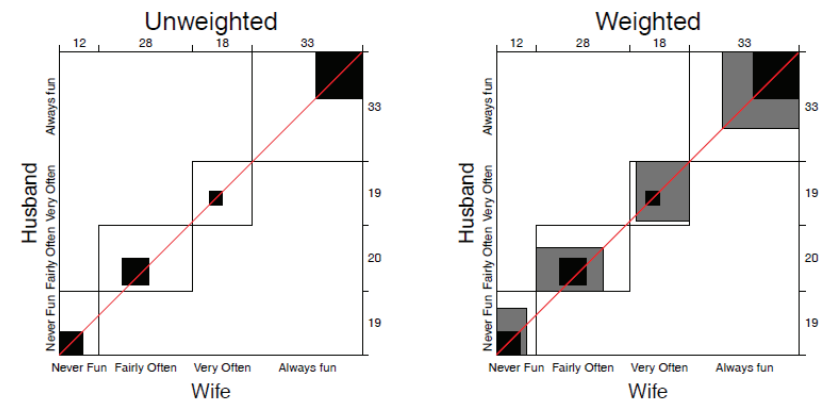 Unweighted
12 28 18 33
Husband
Always fun
Very Often
Fairly Often
Never Fun
33
19
20
19
Never Fun Fairly Often Very Often Always fun
Wife
Weighted
12 28 18 33
Husband
Always fun
Very Often
Fairly Often
Never Fun
33
19
20
19
Never Fun Fairly Often Very Often Always fun
Wife